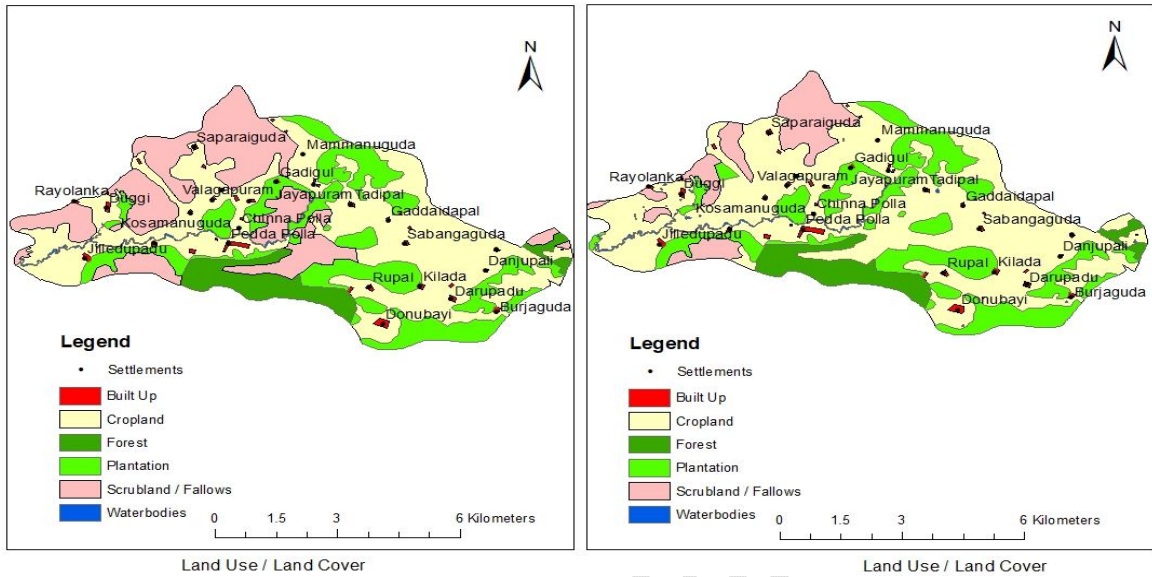 N
Saparaiguda
Mammanuguda
Gadigul
Rayolanka
Duggi
Valagapuram
Jayapuram Tadipal
Kosamanuguda
Chinna Polla
Gaddaidapal
Pedda Polla
Sabangaguda
Jilledupadu
Danjupali
Rupal
Kilada
Darupadu
Burjaguda
Donubayi
Legend
Settlements
Built Up
Cropland
Forest
Plantation
Scrubland / Fallows
Waterbodies
0 1.5 3 6 Kilometers
Land Use / Land Cover
N
Saparaiguda
Mammanuguda
Gadigul
Rayolanka
Duggi
Valagapuram
Jayapuram Tadipal
Kosamanuguda
Chinna Polla
Gaddaidapal
Pedda Polla
Sabangaguda
Jilledupadu
Danjupali
Rupal
Kilada
Darupadu
Burjaguda
Donubayi
Legend
Settlements
Built Up
Cropland
Forest
Plantation
Scrubland / Fallows
Waterbodies
0 1.5 3 6 Kilometers
Land Use / Land Cover